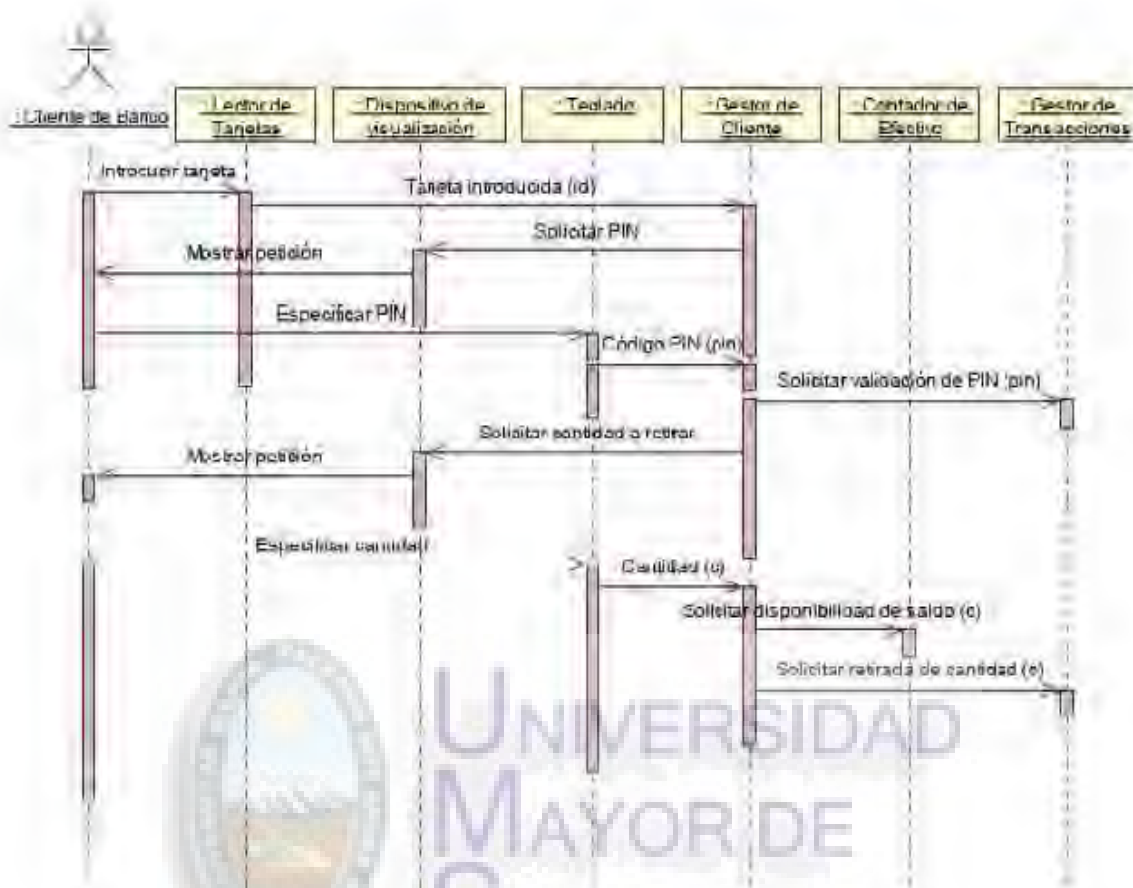 : Cliente de Banco
: Lector de
Tarjetas
: Dispositivo de
visualización
: Teclado
: Gestor de
Cliente
: Contador de
Efectivo
: Gestor de
Transacciones
Introducir tarjeta
Tarjeta introducida (id)
Solicitar PIN
Mostrar petición
Especificar PIN
Código PIN (pin)
Solicitar validación de PIN (pin)
Solicitar cantidad a retirar
Mostrar petición
Especificar cantidad
Cantidad (c)
Solicitar disponibilidad de saldo (c)
Solicitar retirada de cantidad (c)
UNIVERSIDAD
MAYOR DE